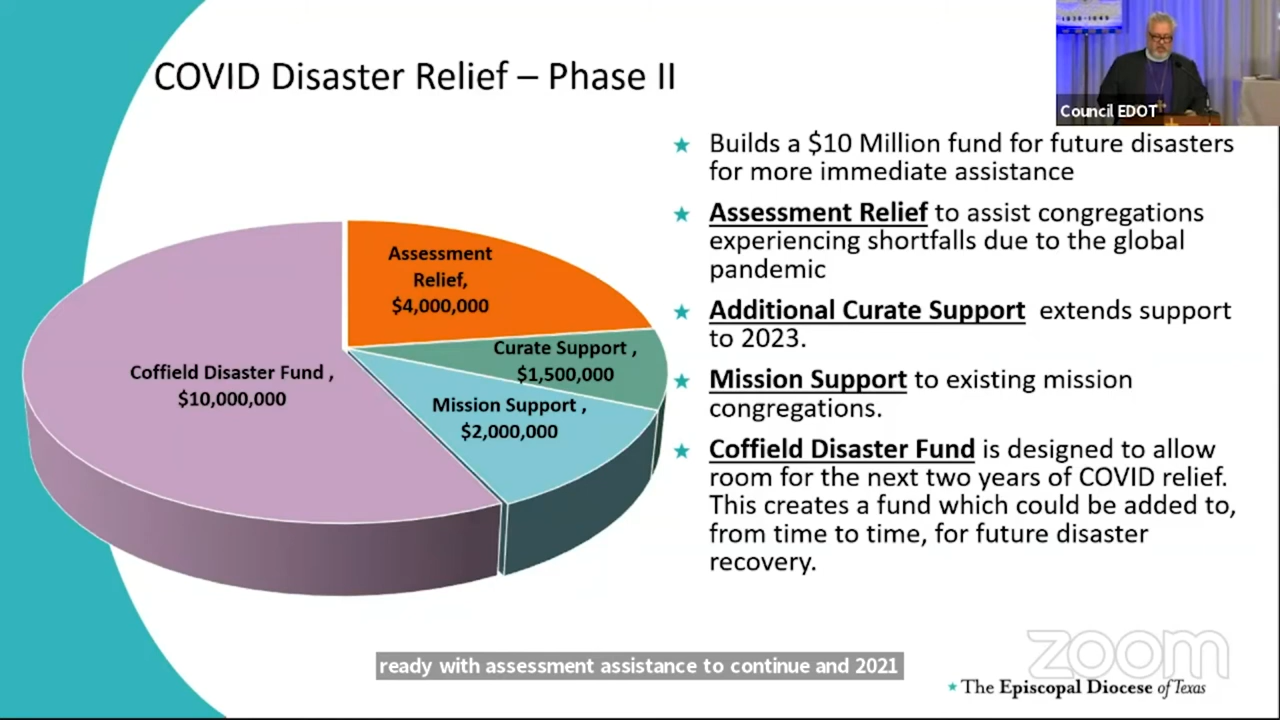 1838-1849
Council EDOT
COVID Disaster Relief – Phase II
Assessment
Relief,
$4,000,000
Curate Support ,
$1,500,000
Mission Support ,
$2,000,000
Coffield Disaster Fund ,
$10,000,000
★ Builds a $10 Million fund for future disasters
for more immediate assistance
★ Assessment Relief to assist congregations
experiencing shortfalls due to the global
pandemic
★ Additional Curate Support extends support
to 2023.
★ Mission Support to existing mission
congregations.
★ Coffield Disaster Fund is designed to allow
room for the next two years of COVID relief.
This creates a fund which could be added to,
from time to time, for future disaster
recovery.
ready with assessment assistance to continue and 2021
zoom
★ The Episcopal Diocese of Texas